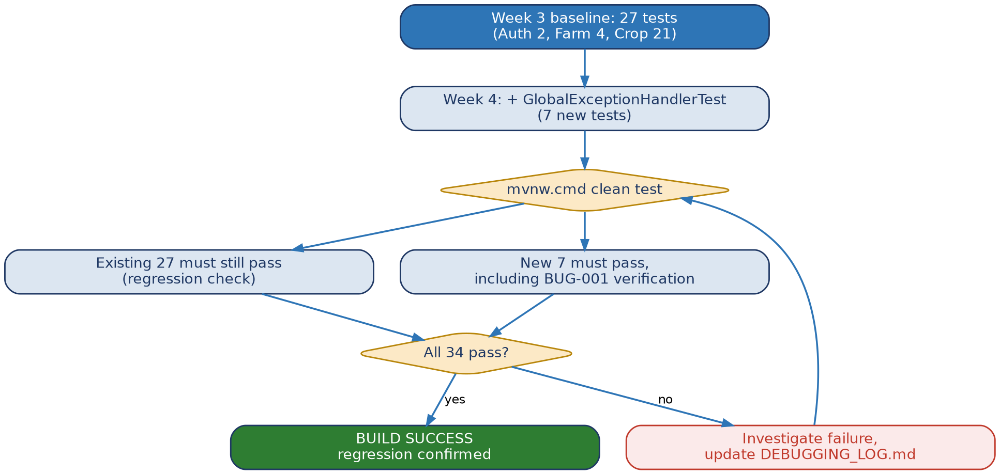 Week 3 baseline: 27 tests
(Auth 2, Farm 4, Crop 21)
Week 4: + GlobalExceptionHandlerTest
(7 new tests)
mvnw.cmd clean test
Existing 27 must still pass
(regression check)
New 7 must pass,
including BUG-001 verification
All 34 pass?
yes
no
BUILD SUCCESS
regression confirmed
Investigate failure,
update DEBUGGING_LOG.md